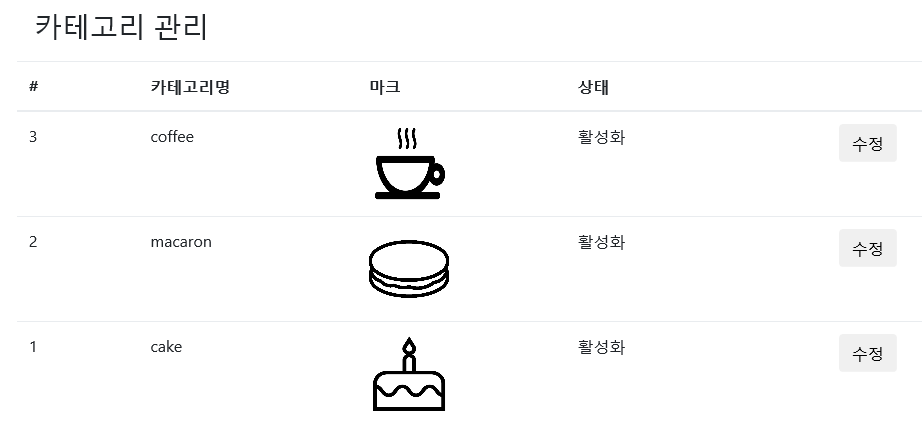 카테고리 관리
# 카테고리명 마크 상태
3 coffee 활성화 수정
2 macaron 활성화 수정
1 cake 활성화 수정